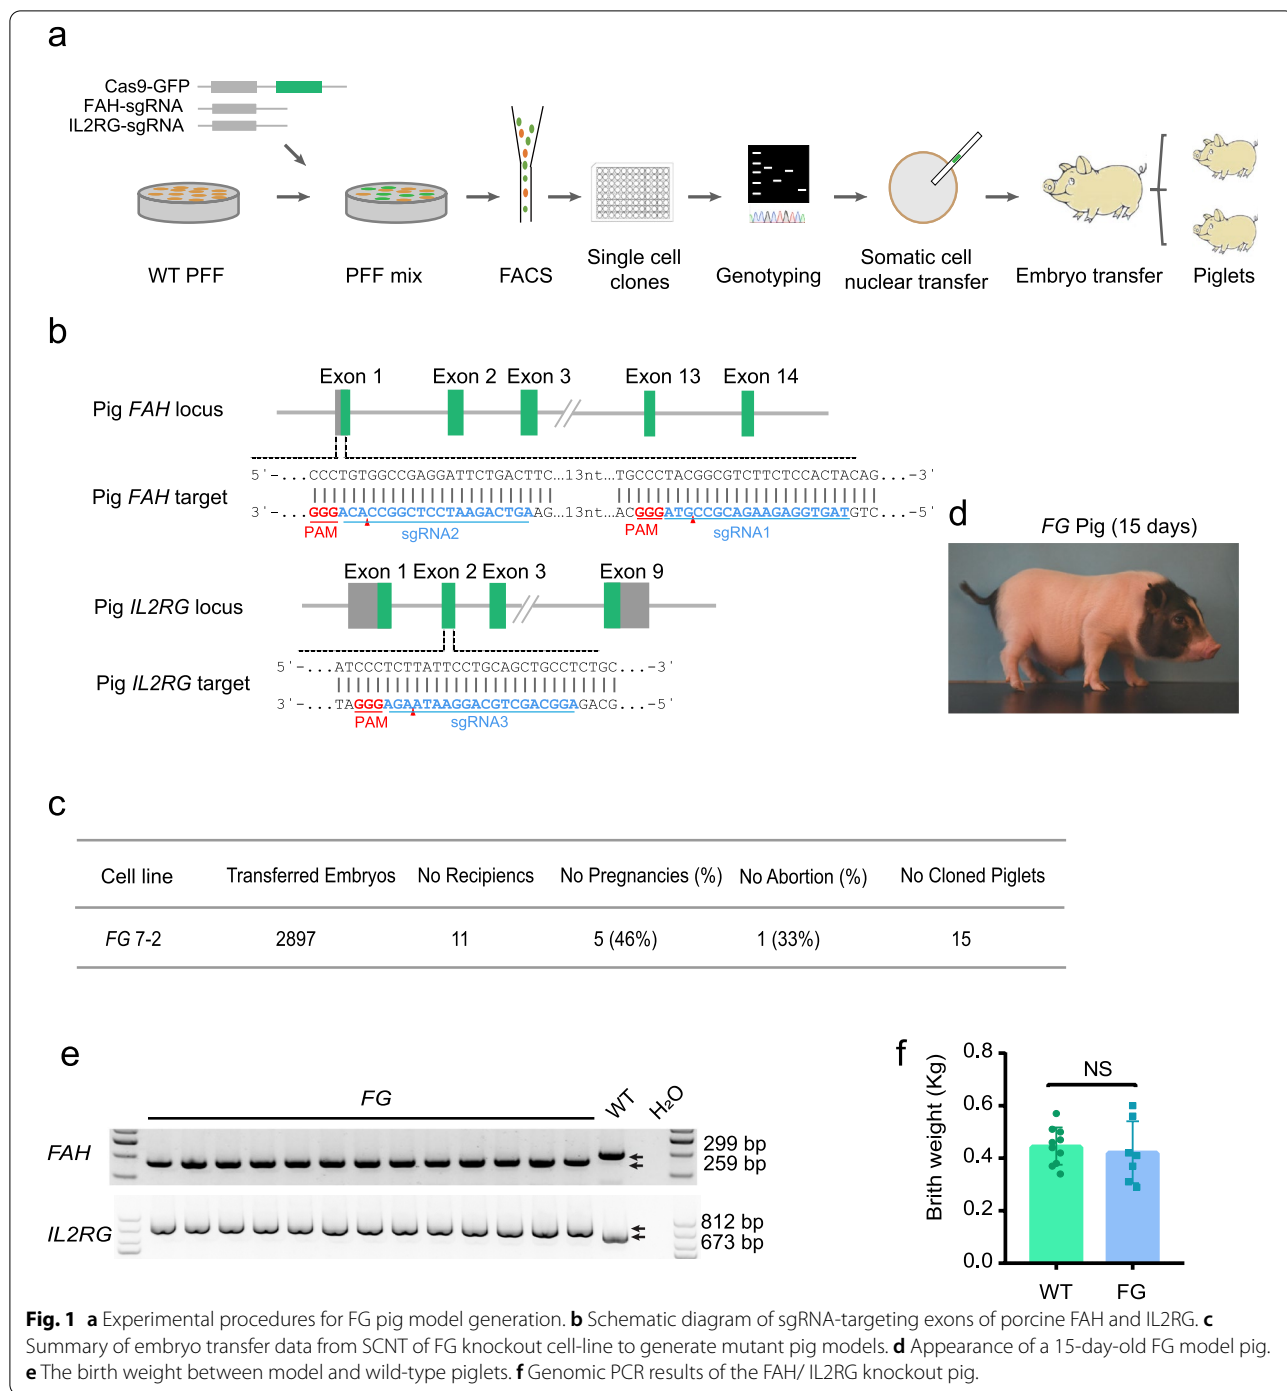 a
Cas9-GFP
FAH-sgRNA
IL2RG-sgRNA
WT PFF
PFF mix
FACS
Single cell
clones
Genotyping
Somatic cell
nuclear transfer
Embryo transfer
Piglets
b
Exon 1 Exon 2 Exon 3 Exon 13 Exon 14
Pig FAH locus
5'-...CCCTGTGGCCGAGGATTCTGACTTC...13nt...TGCCCTACGGCGTCTTCTCCACTACAG...-3'
Pig FAH target
3'-...GGGACACCGGCTCCTAAGACTGAAG...13nt...ACGGGATGCCGCAGAAGAGGTGATGTC...-5'
PAM sgRNA2 PAM sgRNA1
Exon 1 Exon 2 Exon 3 Exon 9
Pig IL2RG locus
5'-...ATCCCTCTTATTCCTGCAGCTGCCTCTGC...-3'
Pig IL2RG target
3'-...TAGGGAGAATAAGGACGTCGACGGAGACG...-5'
PAM sgRNA3
d
FG Pig (15 days)
c
Cell line Transferred Embryos No Recipiencs No Pregnancies (%) No Abortion (%) No Cloned Piglets
FG 7-2 2897 11 5 (46%) 1 (33%) 15
e
FG WT H₂O
FAH
299 bp
259 bp
IL2RG
812 bp
673 bp
f
Brith weight (Kg)
0.8
0.6
0.4
0.2
0.0
NS
WT FG
Fig. 1 a Experimental procedures for FG pig model generation. b Schematic diagram of sgRNA-targeting exons of porcine FAH and IL2RG. c
Summary of embryo transfer data from SCNT of FG knockout cell-line to generate mutant pig models. d Appearance of a 15-day-old FG model pig.
e The birth weight between model and wild-type piglets. f Genomic PCR results of the FAH/ IL2RG knockout pig.